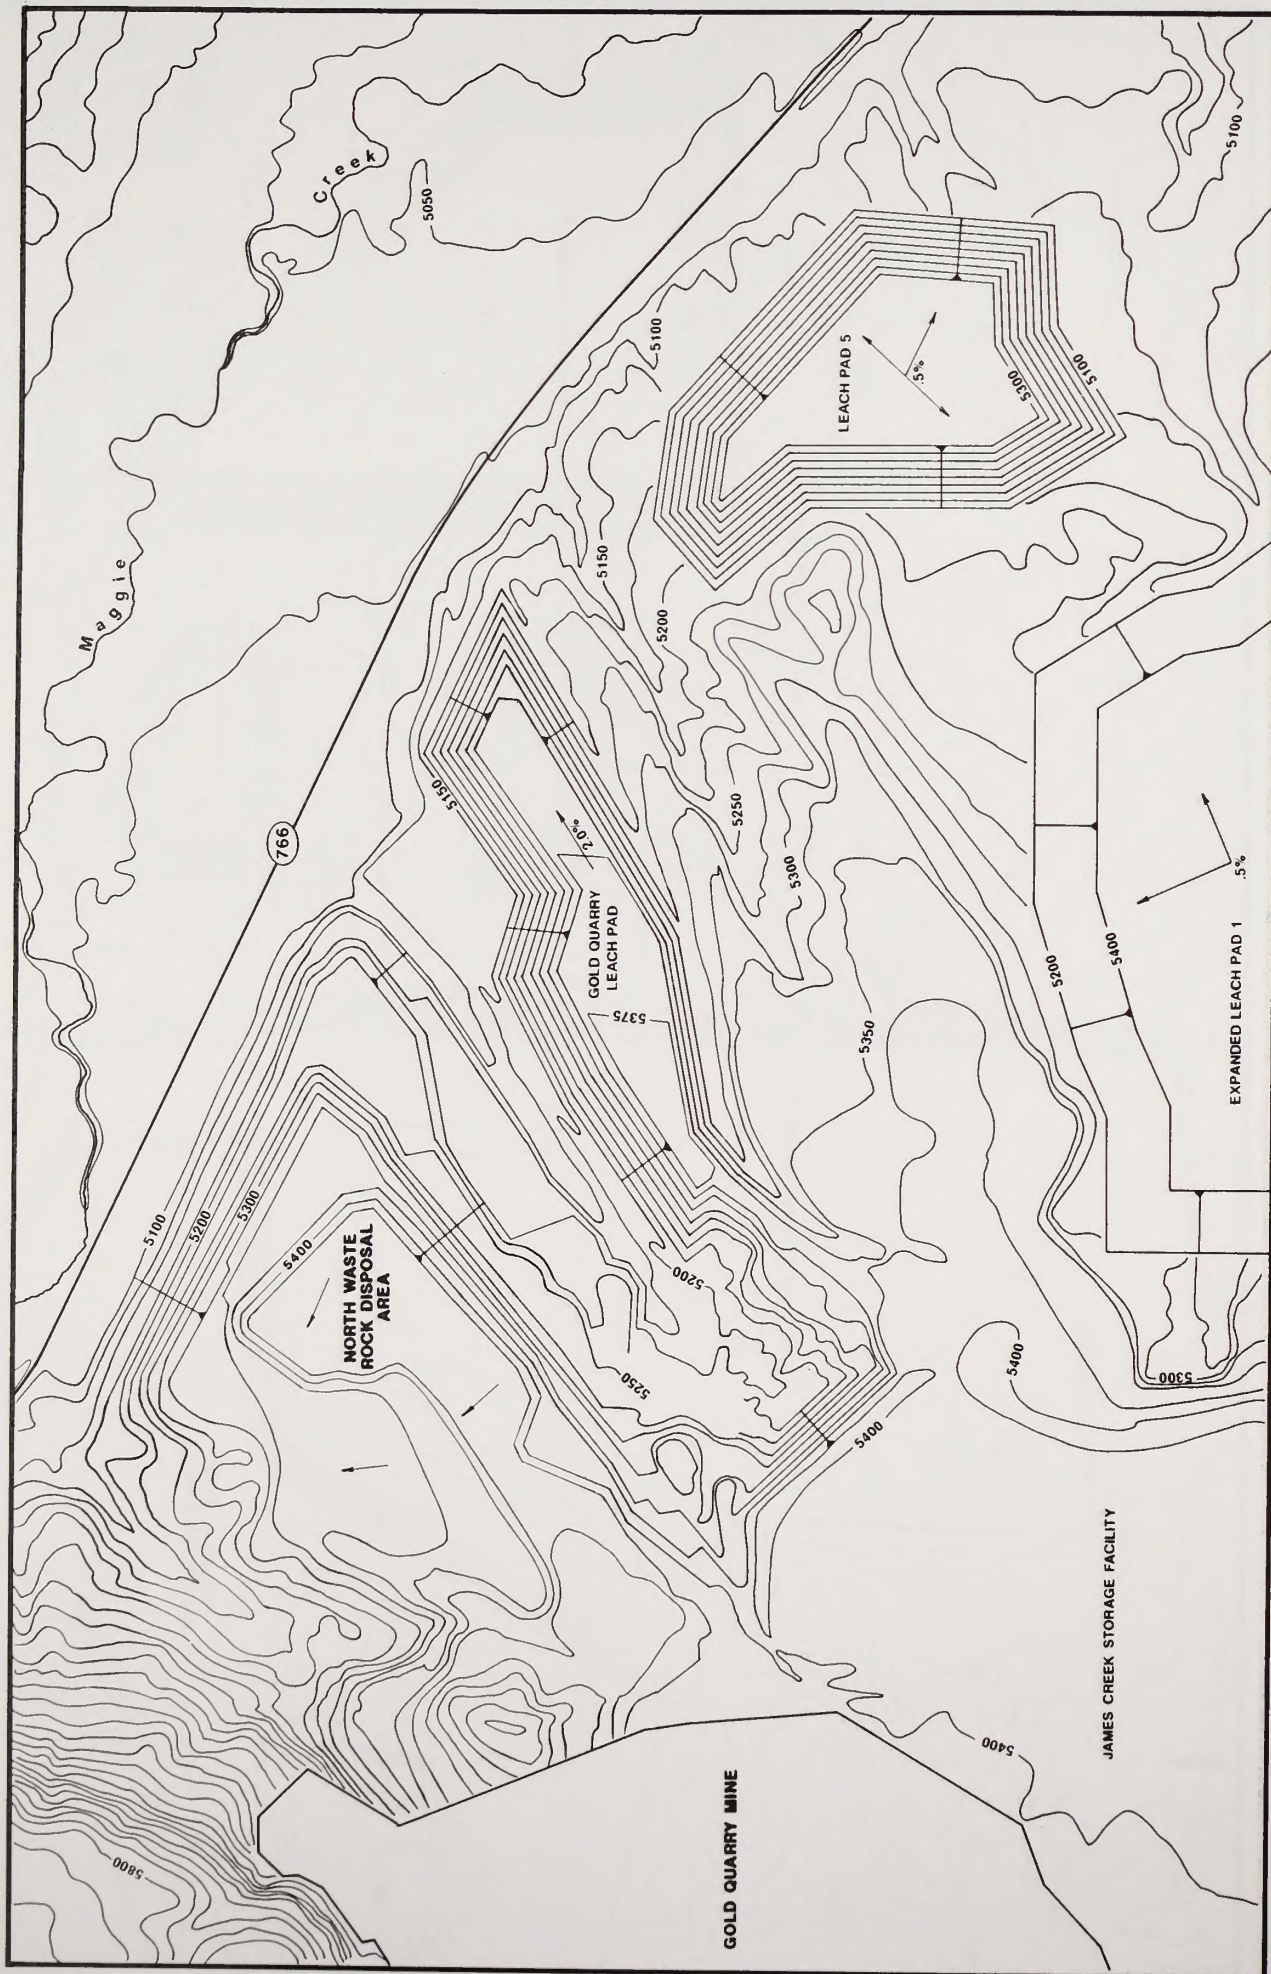 Maggie
Creek
5050
766
5100
5200
5300
5400
NORTH WASTE
ROCK DISPOSAL
AREA
5150
2.0%
GOLD QUARRY
LEACH PAD
5375
5200
5250
5400
5100
5150
5200
5250
5300
5350
LEACH PAD 5
.5%
5300
5100
5100
5200
5400
EXPANDED LEACH PAD 1
.5%
5400
5300
5800
GOLD QUARRY MINE
5400
JAMES CREEK STORAGE FACILITY